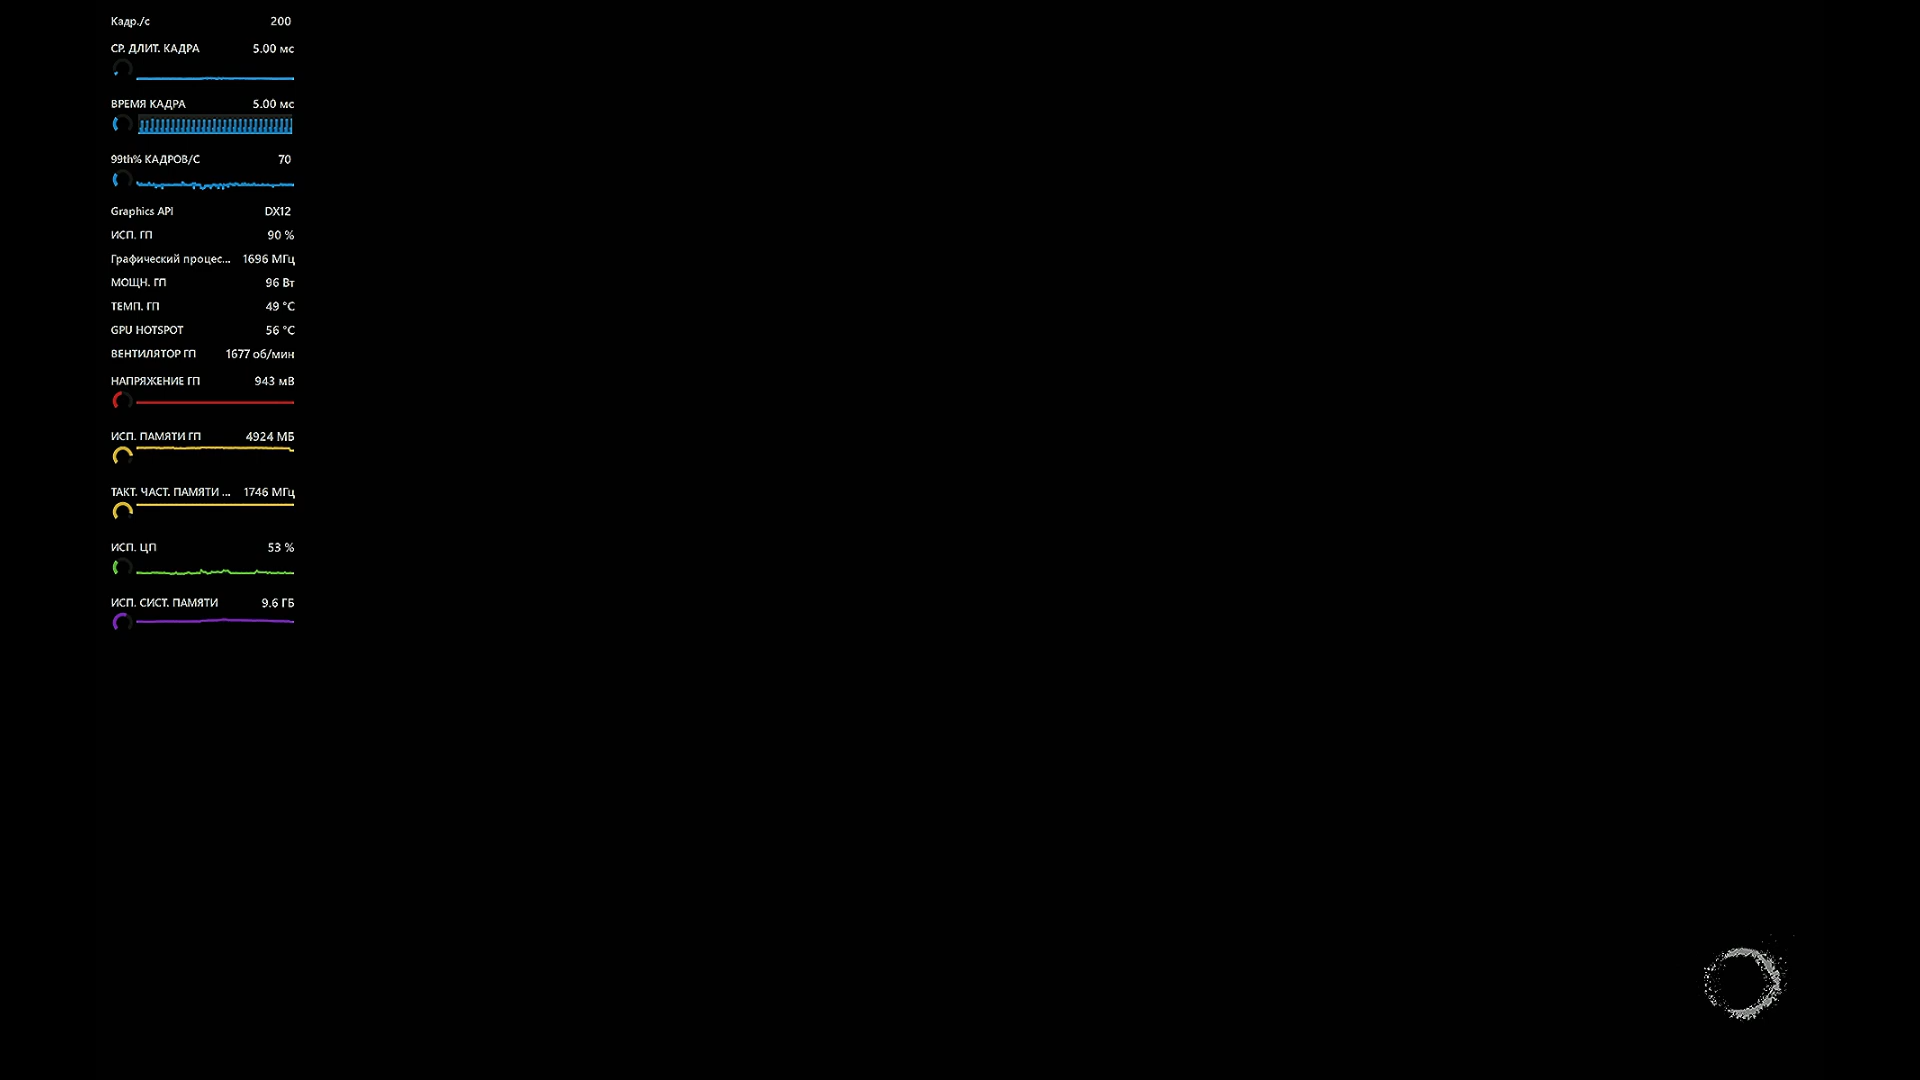 Кадр./с 200
СР. ДЛИТ. КАДРА 5.00 мс
ВРЕМЯ КАДРА 5.00 мс
99th% КАДРОВ/С 70
Graphics API DX12
ИСП. ГП 90 %
Графический процес... 1696 МГц
МОЩН. ГП 96 Вт
ТЕМП. ГП 49 °C
GPU HOTSPOT 56 °C
ВЕНТИЛЯТОР ГП 1677 об/мин
НАПРЯЖЕНИЕ ГП 943 мВ
ИСП. ПАМЯТИ ГП 4924 МБ
ТАКТ. ЧАСТ. ПАМЯТИ ... 1746 МГц
ИСП. ЦП 53 %
ИСП. СИСТ. ПАМЯТИ 9.6 ГБ